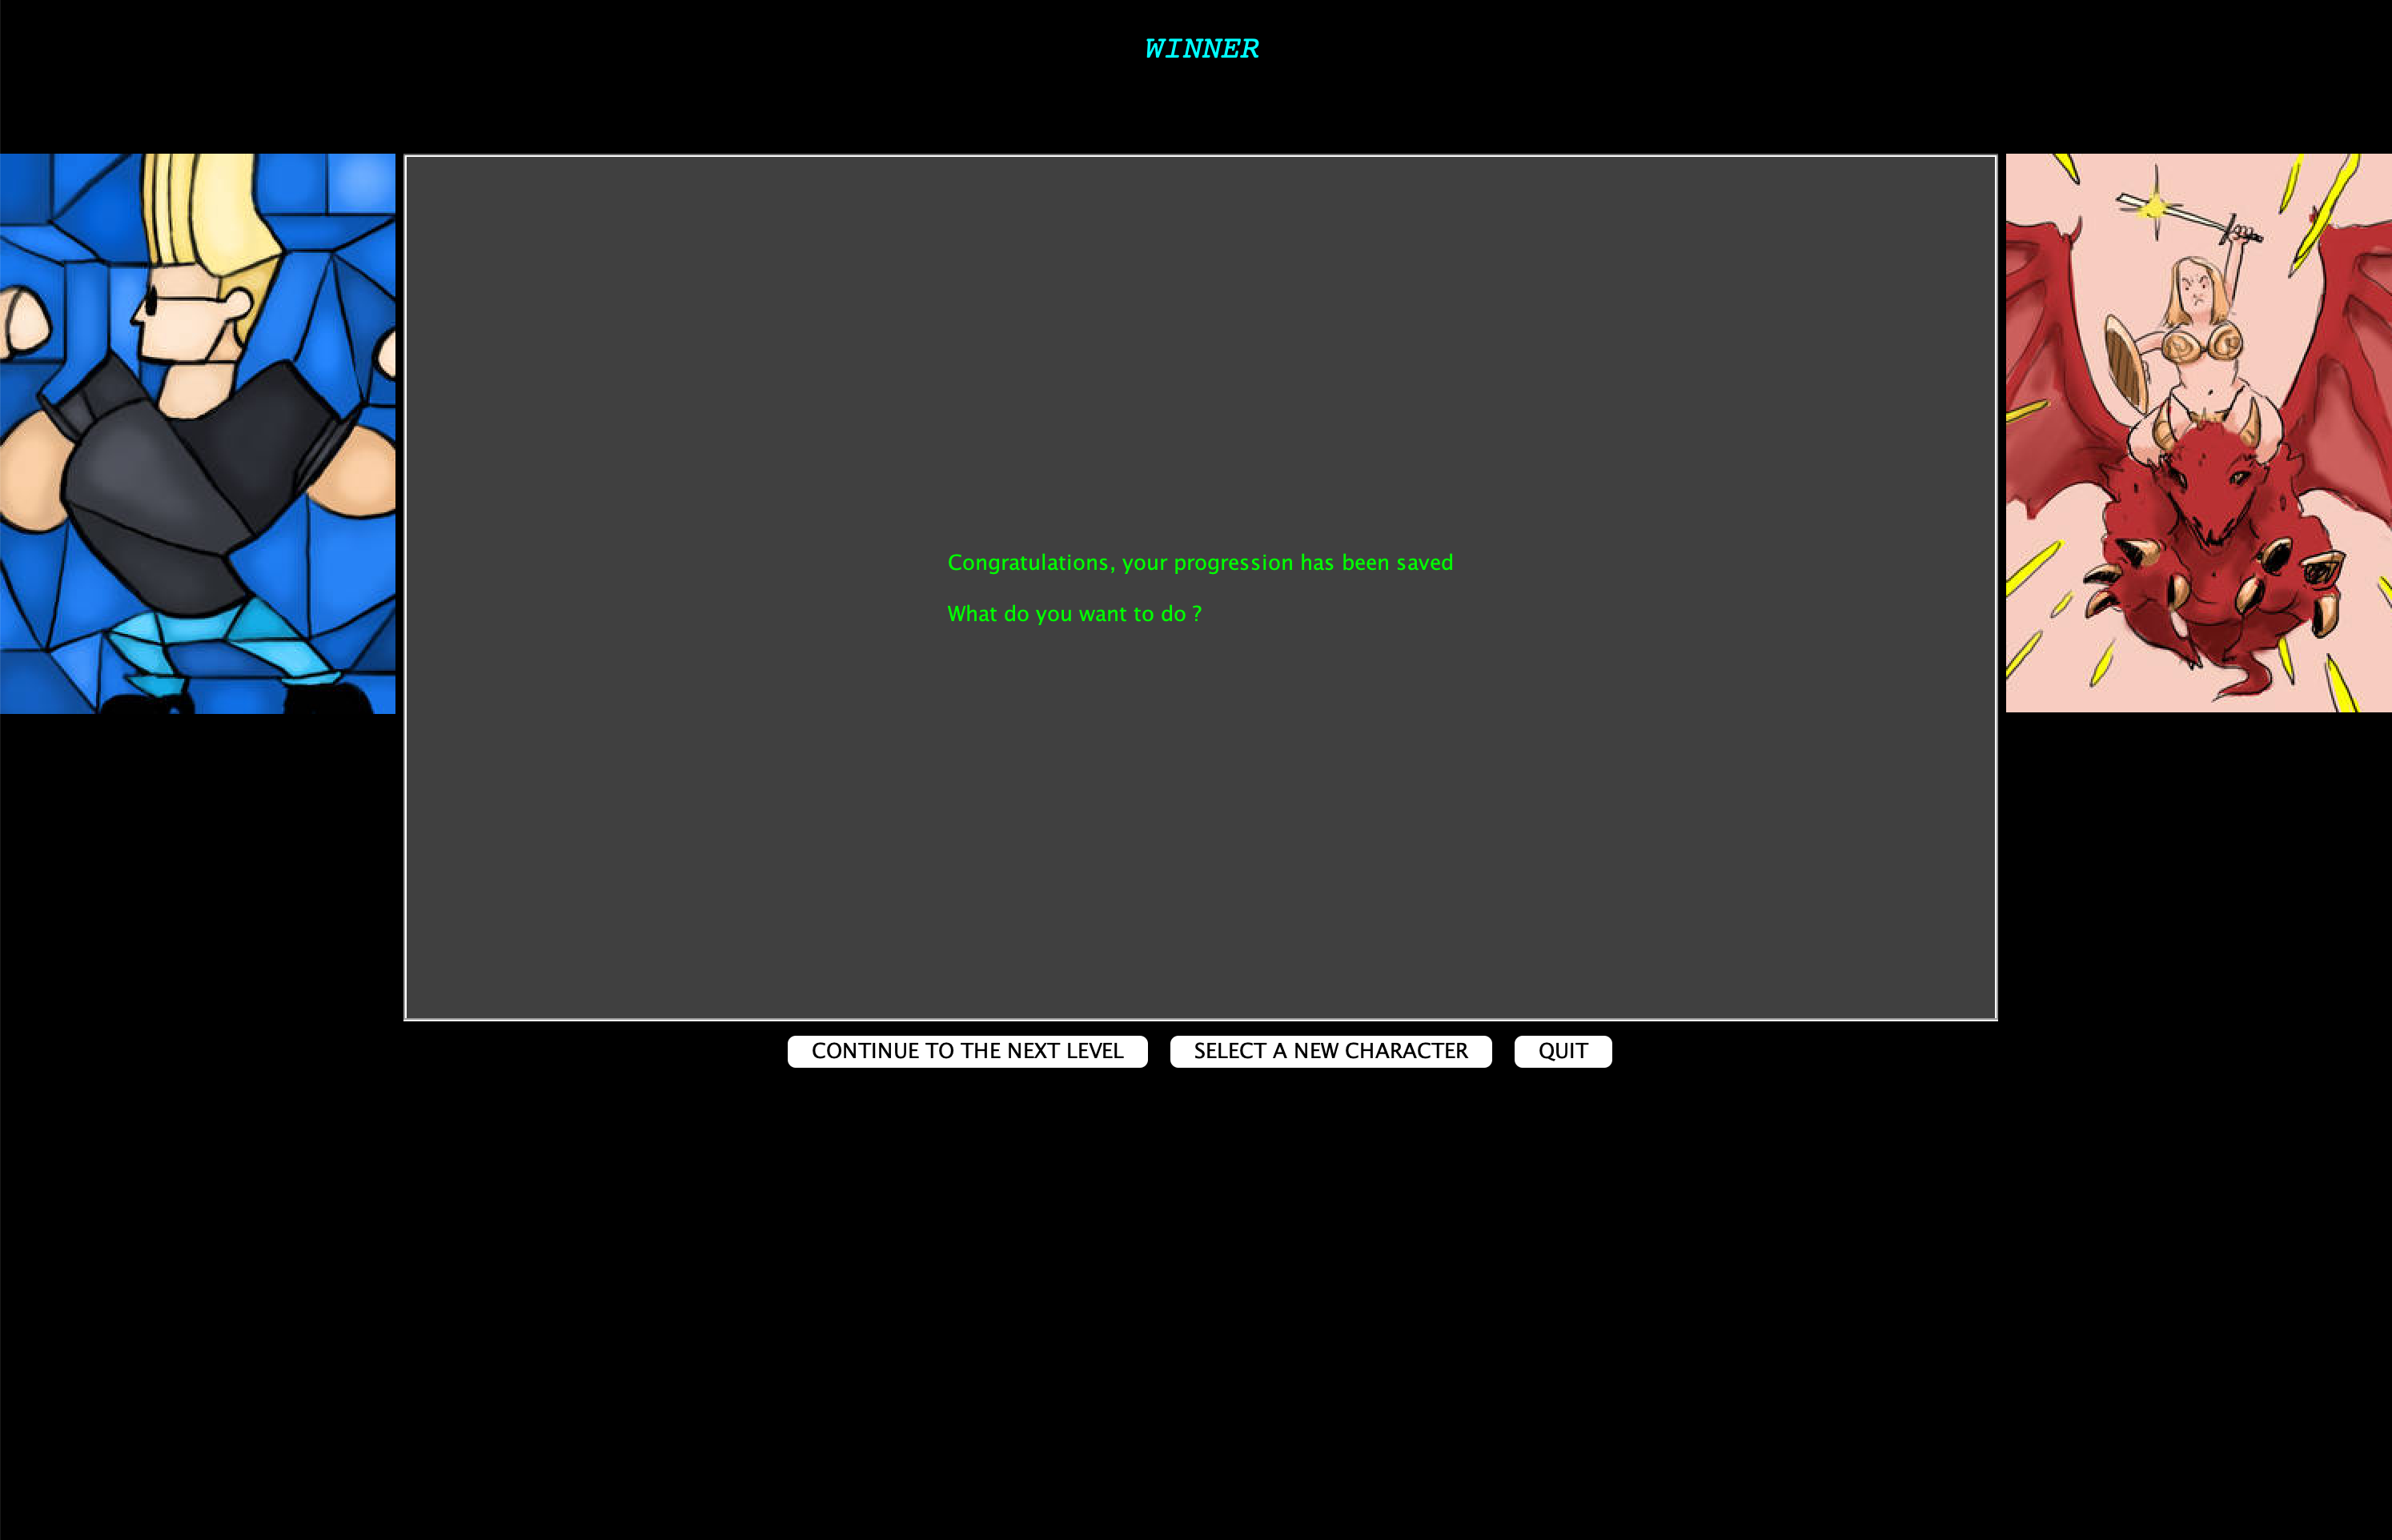 WINNER
Congratulations, your progression has been saved
What do you want to do ?
CONTINUE TO THE NEXT LEVEL
SELECT A NEW CHARACTER
QUIT